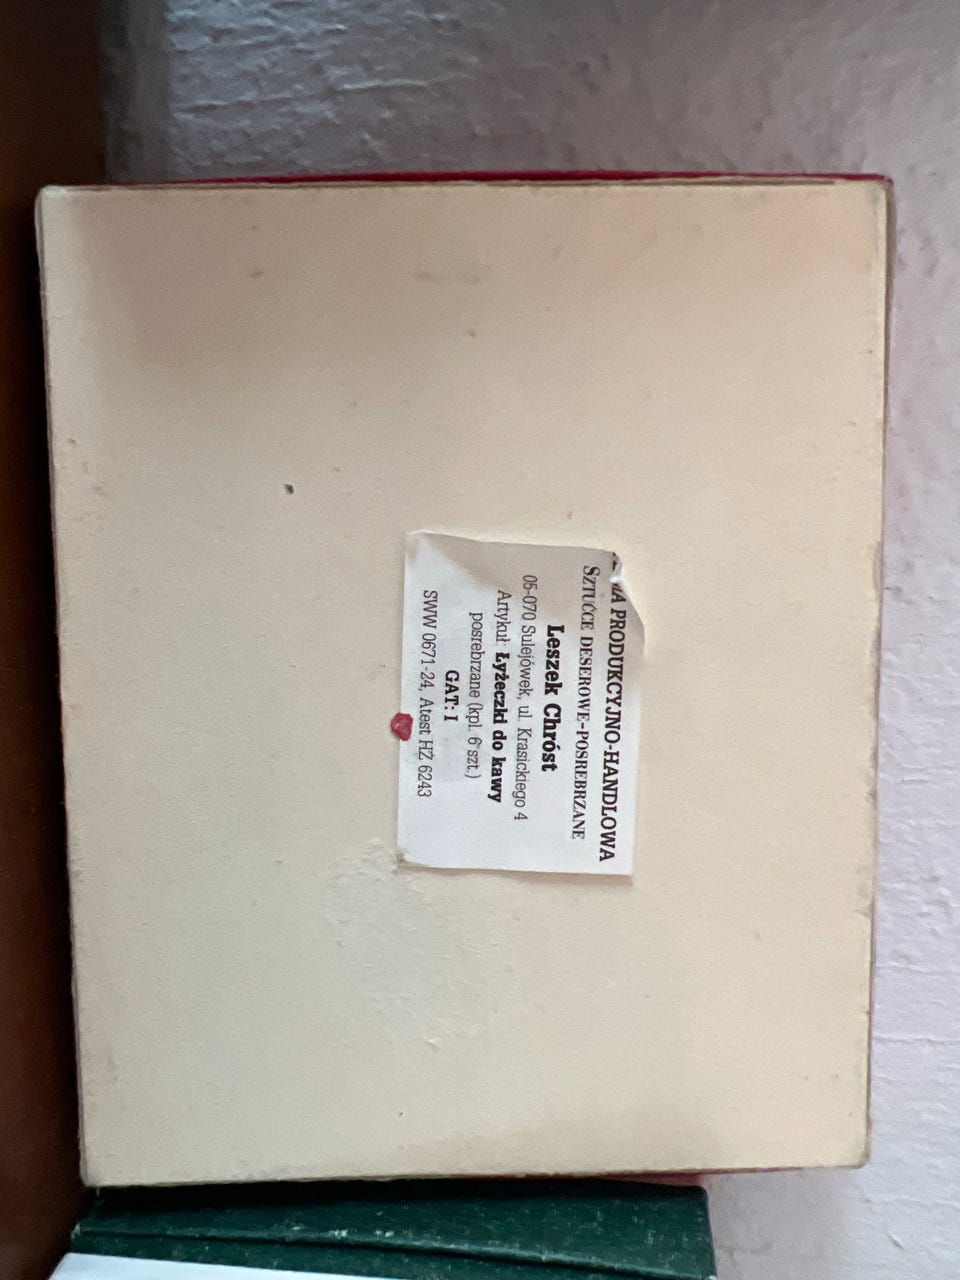 PRODUKCYJNO-HANDLOWA
SZTUĆCE DESEROWE-POSREBRZANE
Leszek Chróst
05-070 Sulejówek, ul. Krasickiego 4
Artykuł: Łyżeczki do kawy
posrebrzane (kpl. 6 szt.)
GAT: I
SWW 0671-24, Atest HŻ 6243